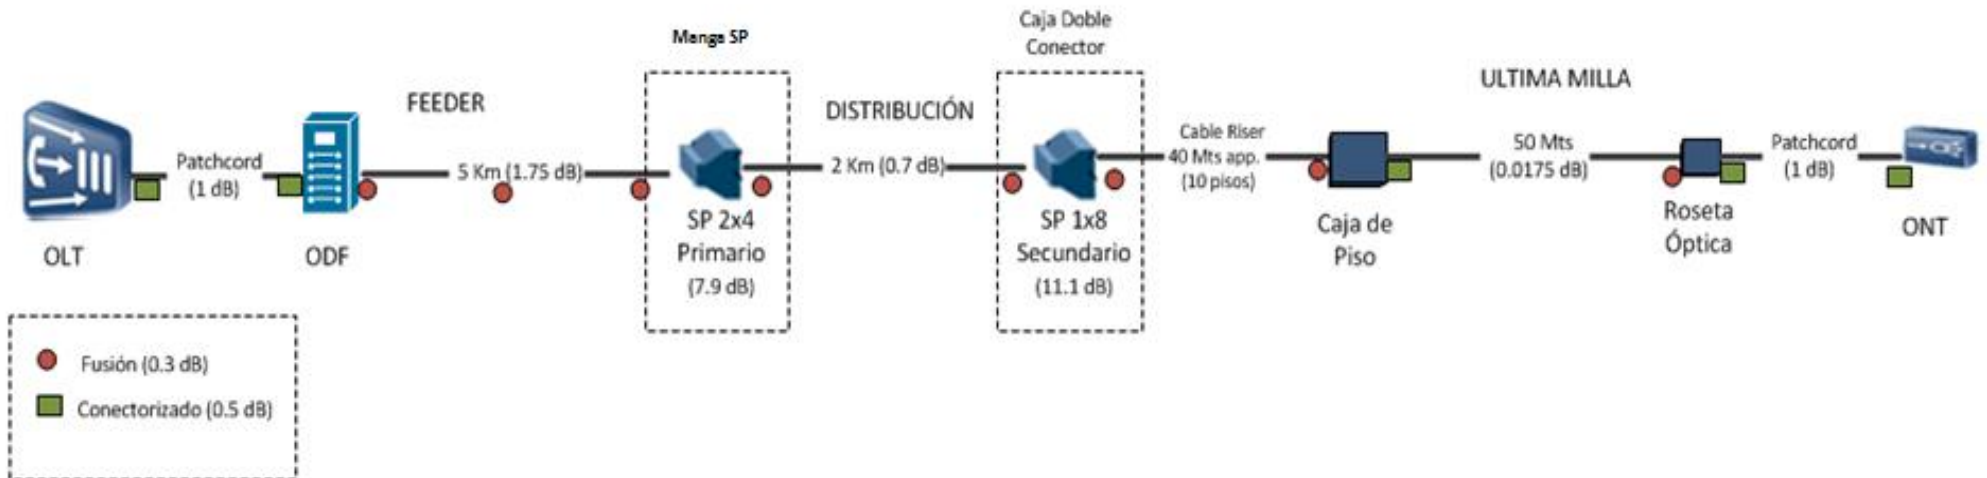 Manga SP
Caja Doble
Conector
FEEDER
DISTRIBUCIÓN
ULTIMA MILLA
Patchcord
(1 dB)
5 Km (1.75 dB)
2 Km (0.7 dB)
Cable Riser
40 Mts app.
(10 pisos)
50 Mts
(0.0175 dB)
Patchcord
(1 dB)
OLT
ODF
SP 2x4
Primario
(7.9 dB)
SP 1x8
Secundario
(11.1 dB)
Caja de
Piso
Roseta
Óptica
ONT
Fusión (0.3 dB)
Conectorizado (0.5 dB)